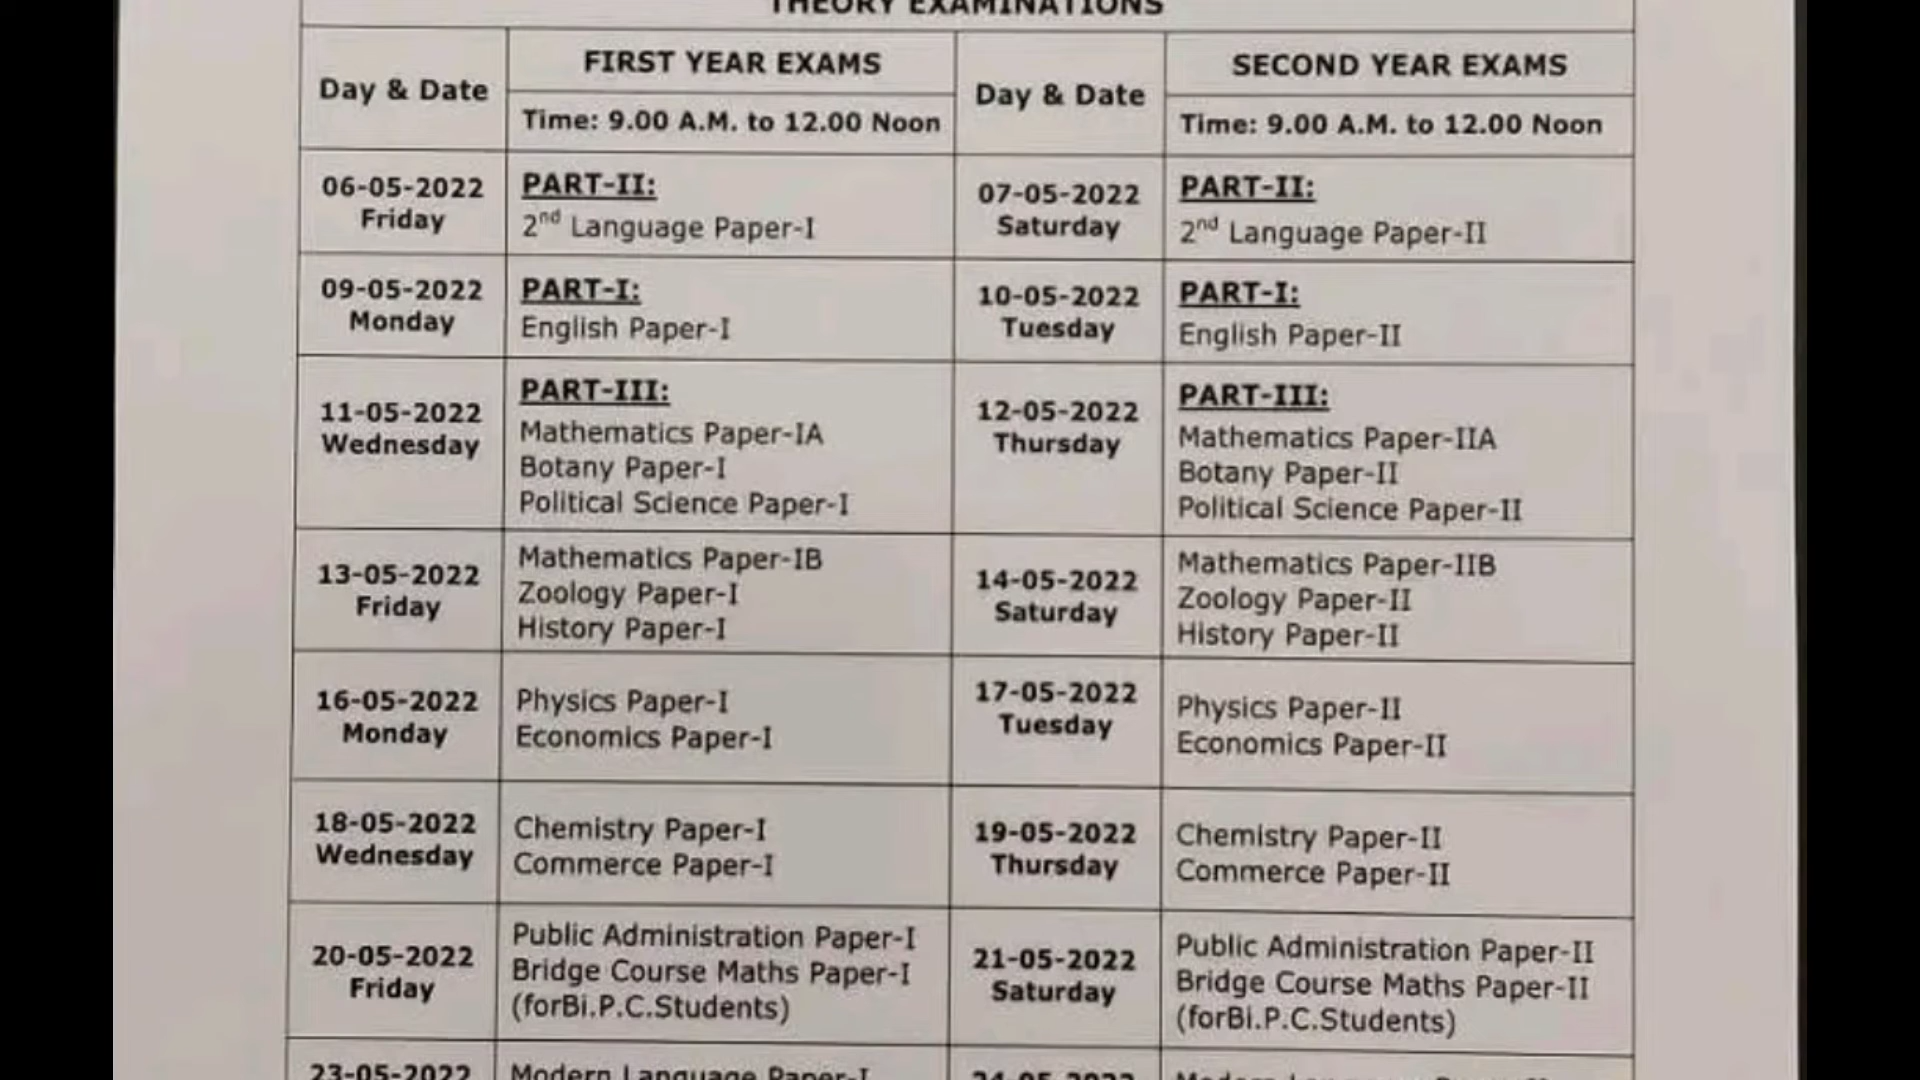 THEORY EXAMINATIONS
Day & Date
FIRST YEAR EXAMS
Time: 9.00 A.M. to 12.00 Noon
Day & Date
SECOND YEAR EXAMS
Time: 9.00 A.M. to 12.00 Noon
06-05-2022
Friday
PART-II:
2nd Language Paper-I
07-05-2022
Saturday
PART-II:
2nd Language Paper-II
09-05-2022
Monday
PART-I:
English Paper-I
10-05-2022
Tuesday
PART-I:
English Paper-II
11-05-2022
Wednesday
PART-III:
Mathematics Paper-IA
Botany Paper-I
Political Science Paper-I
12-05-2022
Thursday
PART-III:
Mathematics Paper-IIA
Botany Paper-II
Political Science Paper-II
13-05-2022
Friday
Mathematics Paper-IB
Zoology Paper-I
History Paper-I
14-05-2022
Saturday
Mathematics Paper-IIB
Zoology Paper-II
History Paper-II
16-05-2022
Monday
Physics Paper-I
Economics Paper-I
17-05-2022
Tuesday
Physics Paper-II
Economics Paper-II
18-05-2022
Wednesday
Chemistry Paper-I
Commerce Paper-I
19-05-2022
Thursday
Chemistry Paper-II
Commerce Paper-II
20-05-2022
Friday
Public Administration Paper-I
Bridge Course Maths Paper-I
(forBi.P.C.Students)
21-05-2022
Saturday
Public Administration Paper-II
Bridge Course Maths Paper-II
(forBi.P.C.Students)
23-05-2022
Modern Language Paper-I
24-05-2022